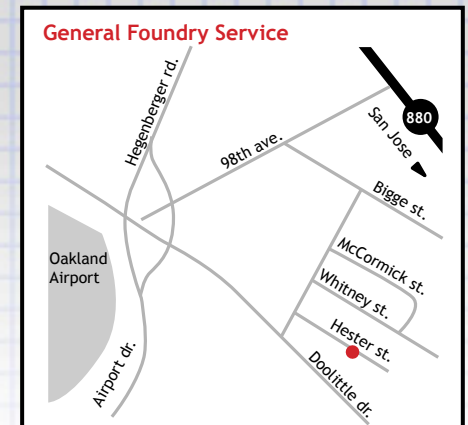 General Foundry Service
Hegenberger rd.
98th ave.
880
San Jose
Bigge st.
McCormick st.
Whitney st.
Hester st.
Doolittle dr.
Oakland
Airport
Airport dr.